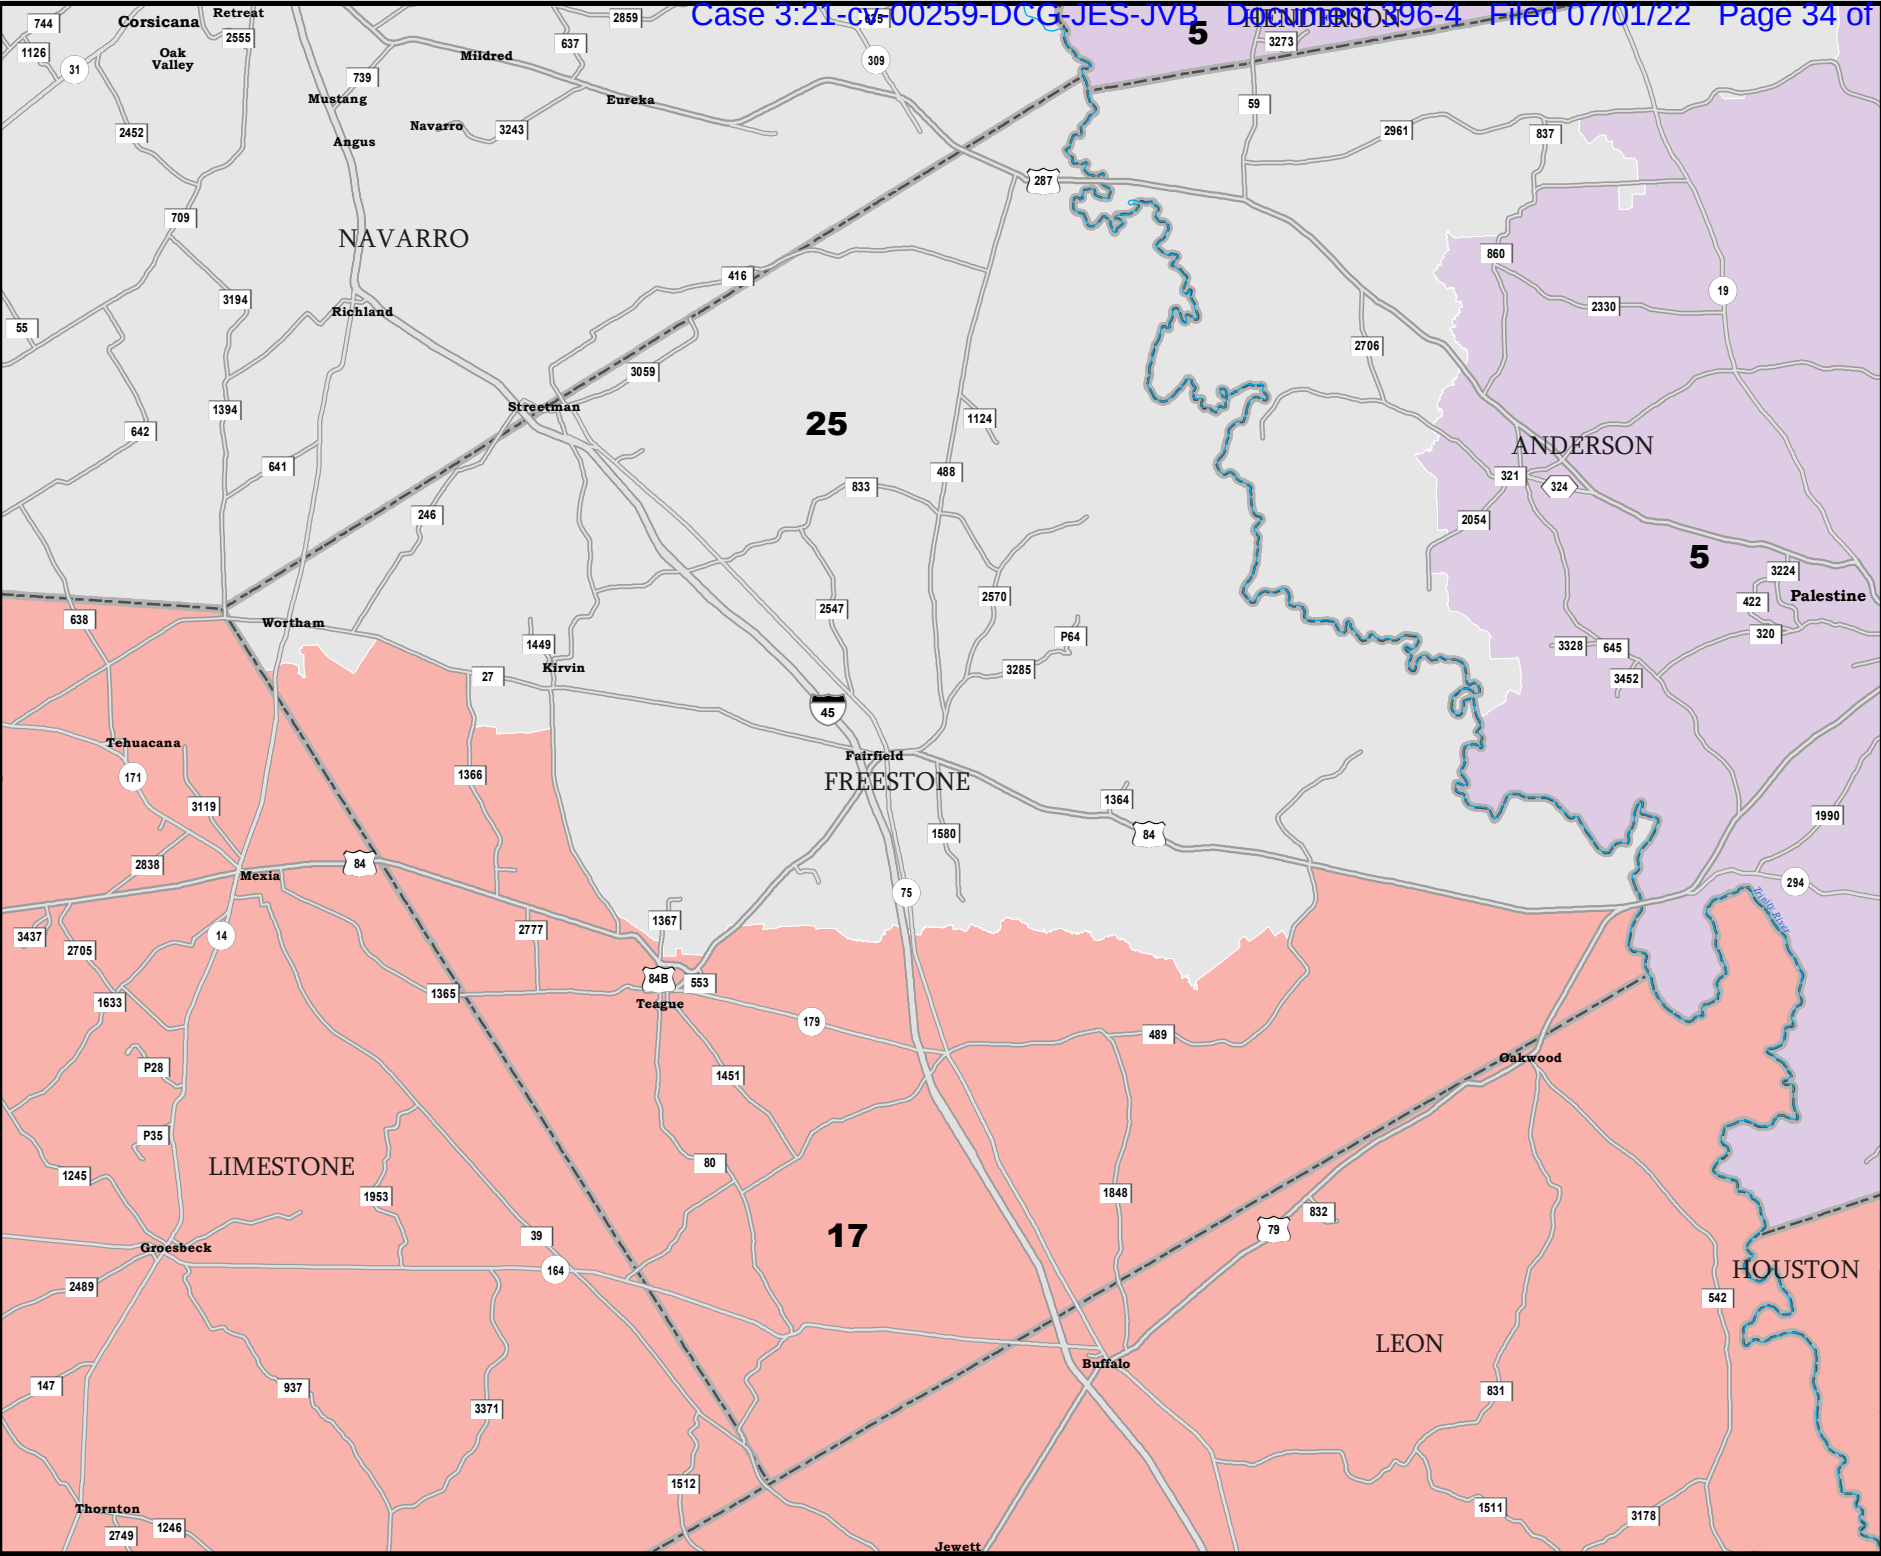 Case 3:21-cv-00259-DCG-JES-JVB Document 396-4 Filed 07/01/22 Page 34 of
744
Corsicana
Retreat
2859
635
5
HENDERSON
1126
Oak
Valley
2555
637
3273
31
739
Mildred
309
Mustang
Eureka
59
2452
Navarro
3243
2961
837
Angus
287
709
NAVARRO
860
416
19
3194
2330
55
Richland
2706
3059
1394
Streetman
25
1124
642
ANDERSON
641
488
321
324
833
246
2054
5
3224
Palestine
638
Wortham
2547
2570
422
P64
320
1449
Kirvin
3328
645
27
3285
3452
45
Tehuacana
Fairfield
171
1366
FREESTONE
3119
1364
1990
1580
84
2838
84
Mexia
75
294
Trinity River
3437
14
2777
1367
2705
84B
553
1633
1365
Teague
179
489
P28
1451
Oakwood
P35
LIMESTONE
80
1245
1953
1848
832
39
17
79
Groesbeck
164
HOUSTON
2489
542
LEON
Buffalo
147
937
831
3371
1512
Thornton
1511
3178
2749
1246
Jewett